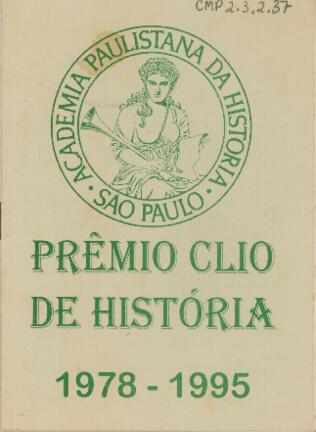 CMP 2.3.2.37
ACADEMIA PAULISTANA DA HISTORIA
• SÃO PAULO •
PRÊMIO CLIO
DE HISTÓRIA
1978 - 1995